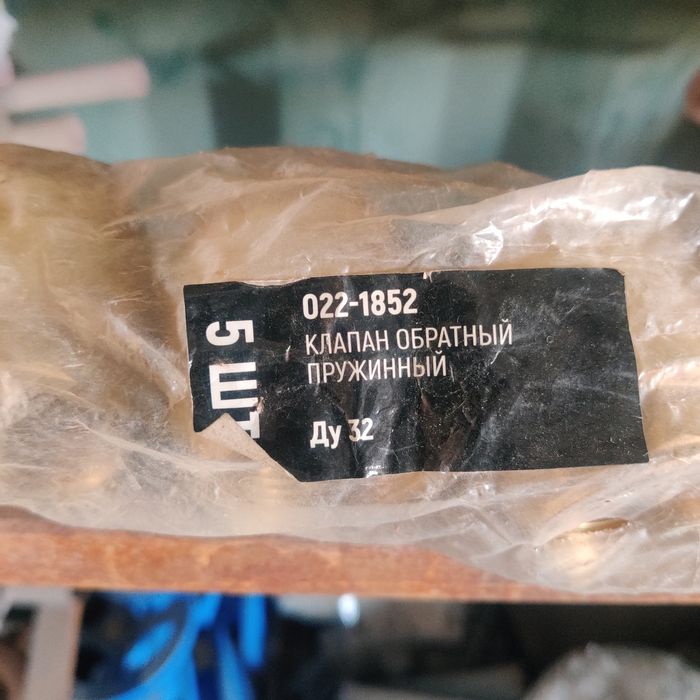 022-1852
КЛАПАН ОБРАТНЫЙ
ПРУЖИННЫЙ
Ду 32
5 ШТ